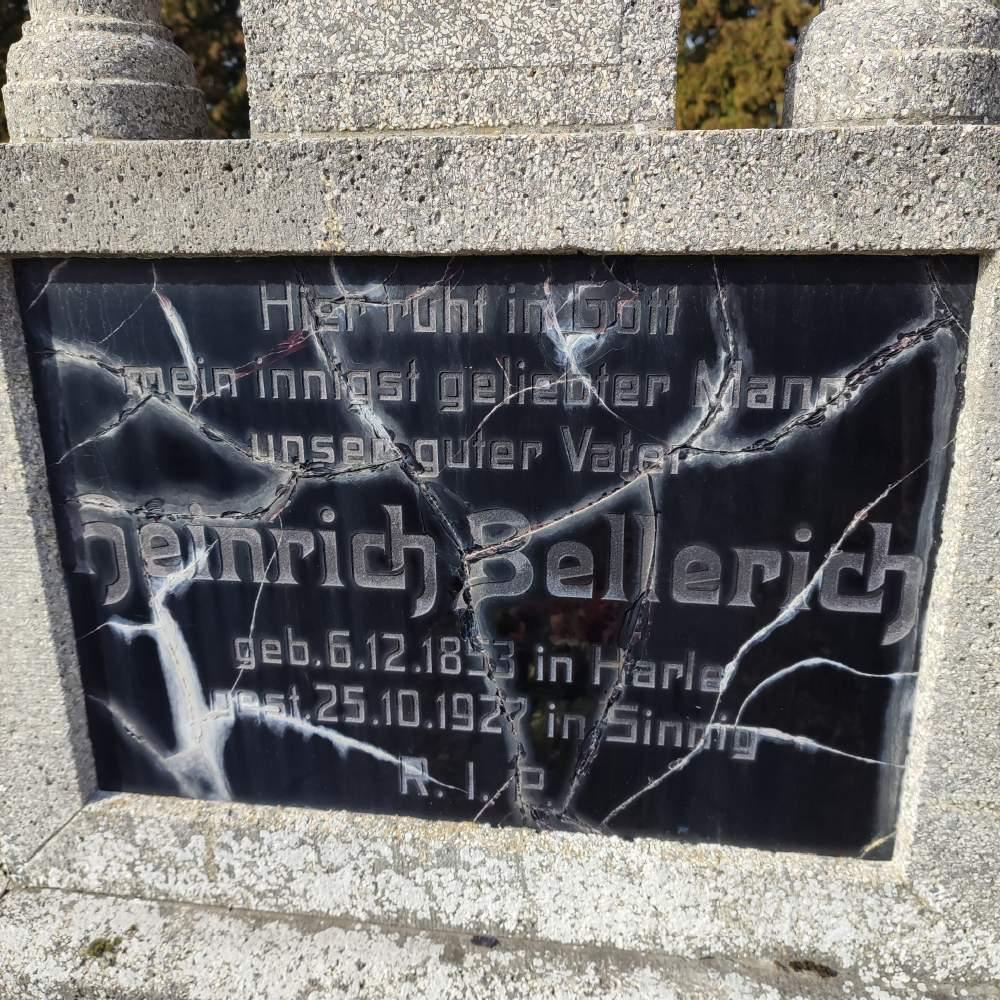 Hier ruht in Gott
mein innigst geliebter Mann
unser guter Vater
Heinrich Bellerich
geb. 6.12.1853 in Harle
gest. 25.10.1927 in Sinnig
R. I. P.